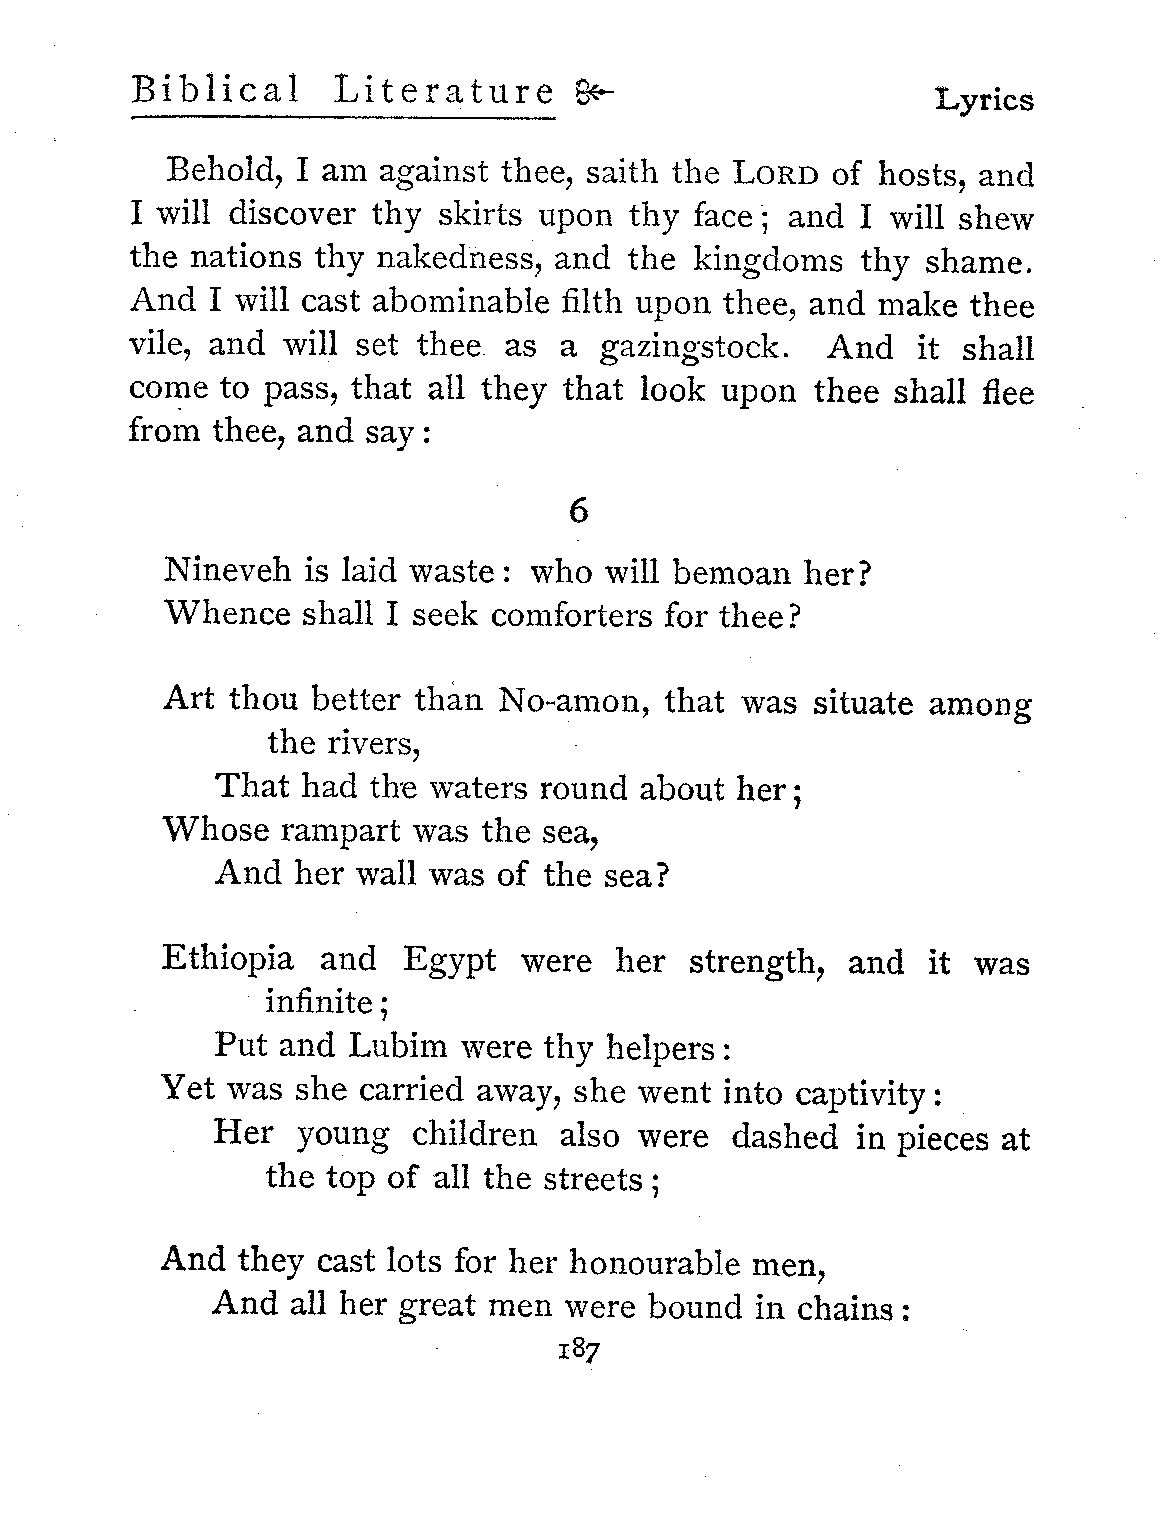 Biblical Literature
Lyrics
Behold, I am against thee, saith the LORD of hosts, and
I will discover thy skirts upon thy face; and I will shew
the nations thy nakedness, and the kingdoms thy shame.
And I will cast abominable filth upon thee, and make thee
vile, and will set thee as a gazingstock. And it shall
come to pass, that all they that look upon thee shall flee
from thee, and say:
6
Nineveh is laid waste: who will bemoan her?
Whence shall I seek comforters for thee?
Art thou better than No-amon, that was situate among
the rivers,
That had the waters round about her;
Whose rampart was the sea,
And her wall was of the sea?
Ethiopia and Egypt were her strength, and it was
infinite;
Put and Lubim were thy helpers:
Yet was she carried away, she went into captivity:
Her young children also were dashed in pieces at
the top of all the streets;
And they cast lots for her honourable men,
And all her great men were bound in chains:
187